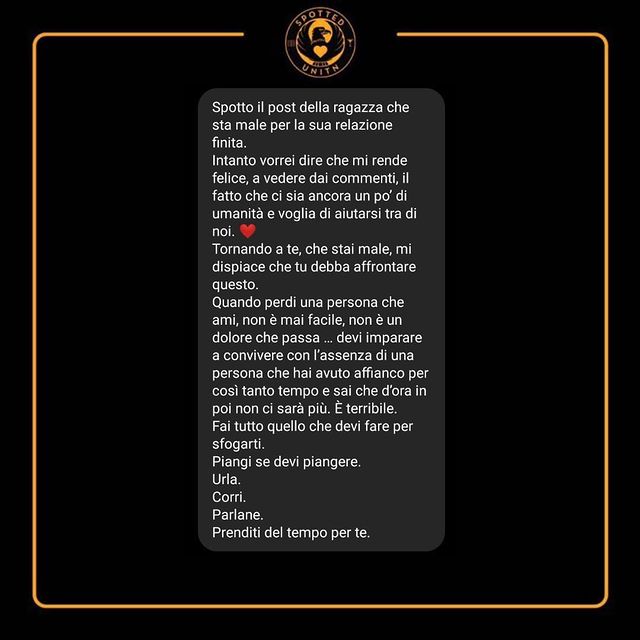 SPOTTED
UNITN
Spotto il post della ragazza che
sta male per la sua relazione
finita.
Intanto vorrei dire che mi rende
felice, a vedere dai commenti, il
fatto che ci sia ancora un po’ di
umanità e voglia di aiutarsi tra di
noi. ❤️
Tornando a te, che stai male, mi
dispiace che tu debba affrontare
questo.
Quando perdi una persona che
ami, non è mai facile, non è un
dolore che passa … devi imparare
a convivere con l’assenza di una
persona che hai avuto affianco per
così tanto tempo e sai che d’ora in
poi non ci sarà più. È terribile.
Fai tutto quello che devi fare per
sfogarti.
Piangi se devi piangere.
Urla.
Corri.
Parlane.
Prenditi del tempo per te.